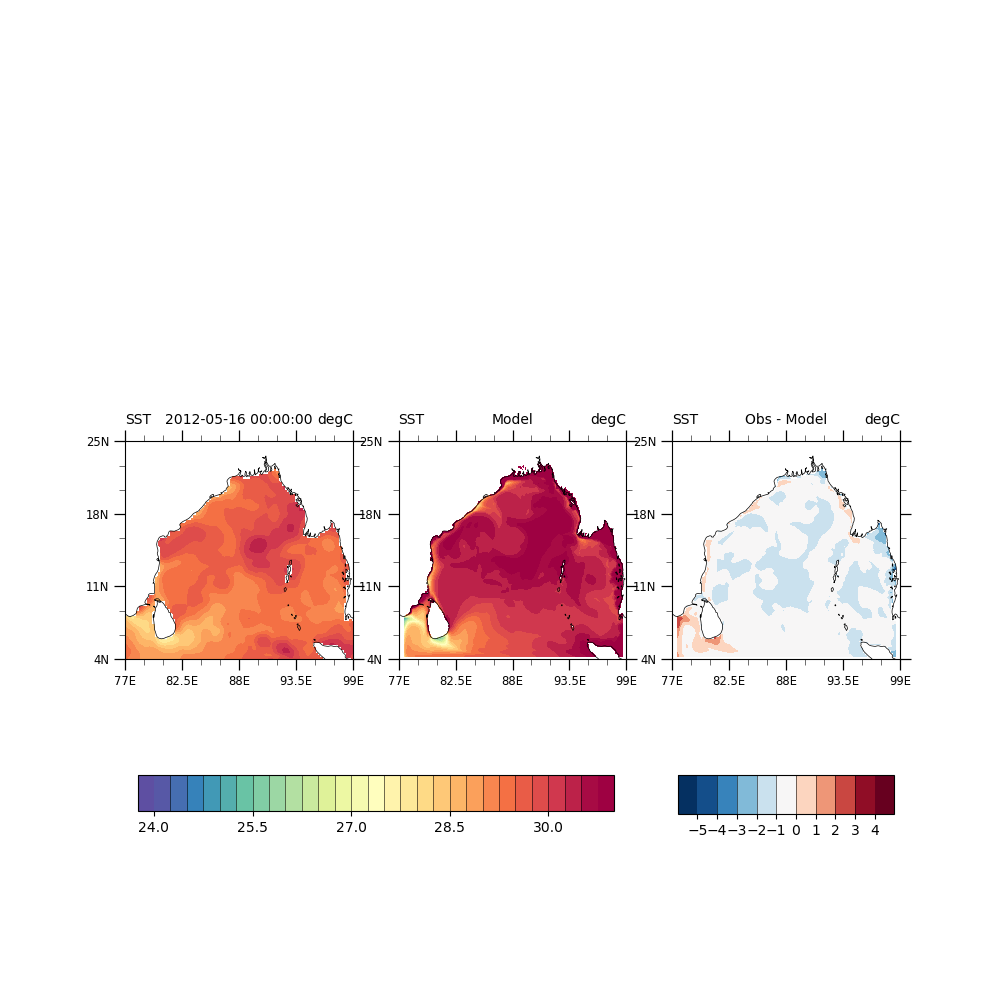 SST 2012-05-16 00:00:00 degC SST Model degC SST Obs - Model degC
25N 25N 25N
18N 18N 18N
11N 11N 11N
4N 4N 4N
77E 82.5E 88E 93.5E 99E 77E 82.5E 88E 93.5E 99E 77E 82.5E 88E 93.5E 99E
24.0 25.5 27.0 28.5 30.0 −5 −4 −3 −2 −1 0 1 2 3 4